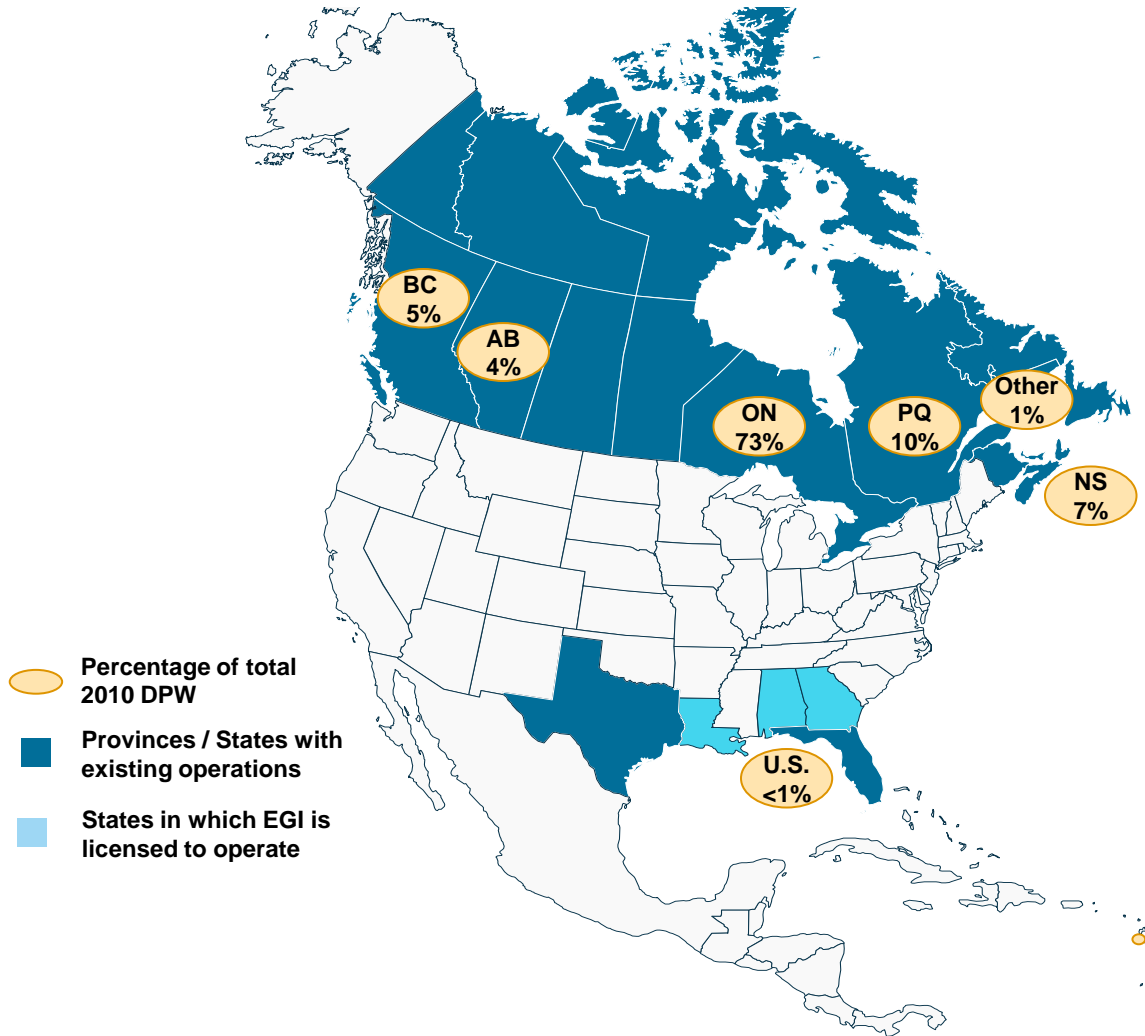 BC
5%
AB
4%
ON
73%
PQ
10%
Other
1%
NS
7%
Percentage of total
2010 DPW
Provinces / States with
existing operations
States in which EGI is
licensed to operate
U.S.
<1%